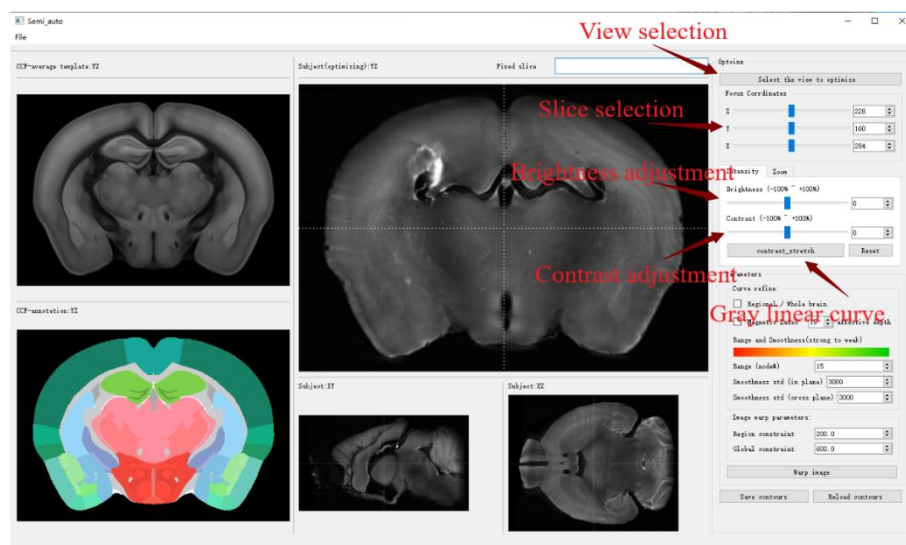 Semi_auto
File
View selection
CCF-average template:YZ
Subject(optimizing):YZ
Fixed slice
Optoins
Select the view to optimize
Focus Corrdinates
Slice selection
X 228
Y 160
284
Brightness adjustment
Intensity Zoom
Brightness (-100% ~ +100%)
0
Contrast (-100% ~ +100%)
0
contrast_stretch Reset
Contrast adjustment
Curve refine:
Regional / Whole brain
Gray linear curve
effective depth
Range and Smoothness(strong to weak)
CCF-annotation:YZ
Range (node#) 15
Smoothness std (in plane) 3000
Smoothness std (cross plane) 3000
Subject:XY
Subject:XZ
Image warp parameters:
Region constraint 200.0
Global constraint 600.0
Warp image
Save contours Reload contours